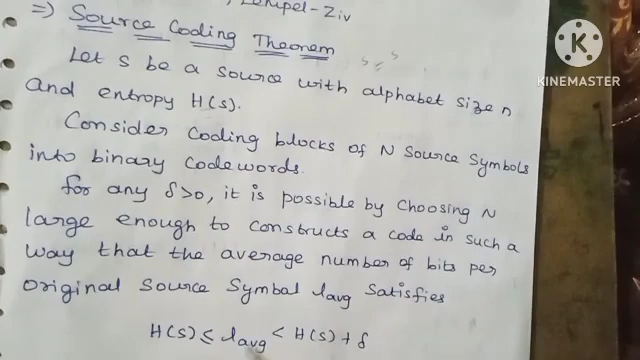 , Lempel-Ziv
⇒ Source Coding Theorem
Let S be a source with alphabet size n
and entropy H(S).
Consider coding blocks of N source symbols
into binary codewords.
for any δ>0, it is possible by choosing N
large enough to constructs a code in such a
way that the average number of bits per
original source symbol lavg satisfies
H(S) ≤ lavg < H(S) + δ
KINEMASTER